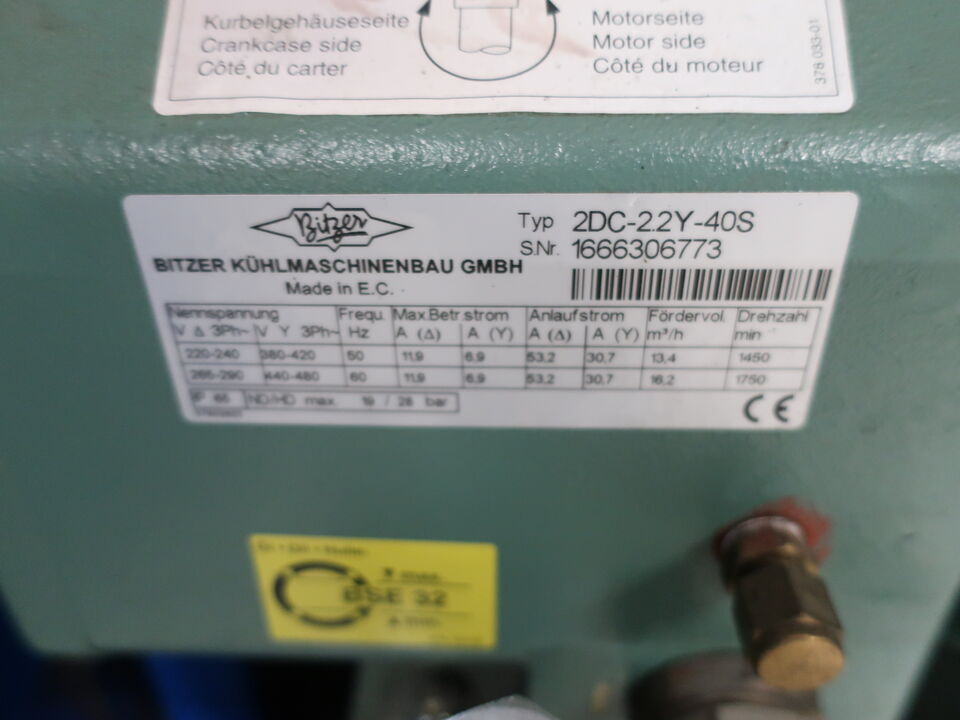 Kurbelgehäuseseite
Crankcase side
Côté du carter
Motorseite
Motor side
Côté du moteur
378 033-01
Bitzer
BITZER KÜHLMASCHINENBAU GMBH
Made in E.C.
Typ 2DC-2.2Y-40S
S.Nr. 1666306773
Nennspannung Frequ. Max.Betr.strom Anlaufstrom Fördervol. Drehzahl
V Δ 3Ph~ V Y 3Ph~ Hz A (Δ) A (Y) A (Δ) A (Y) m³/h min
220-240 380-420 50 11,9 6,9 53,2 30,7 13,4 1450
265-290 440-480 60 11,9 6,9 53,2 30,7 16,2 1750
IP 65 ND/HD max. 19 / 28 bar
CE
max.
BSE 32
min.